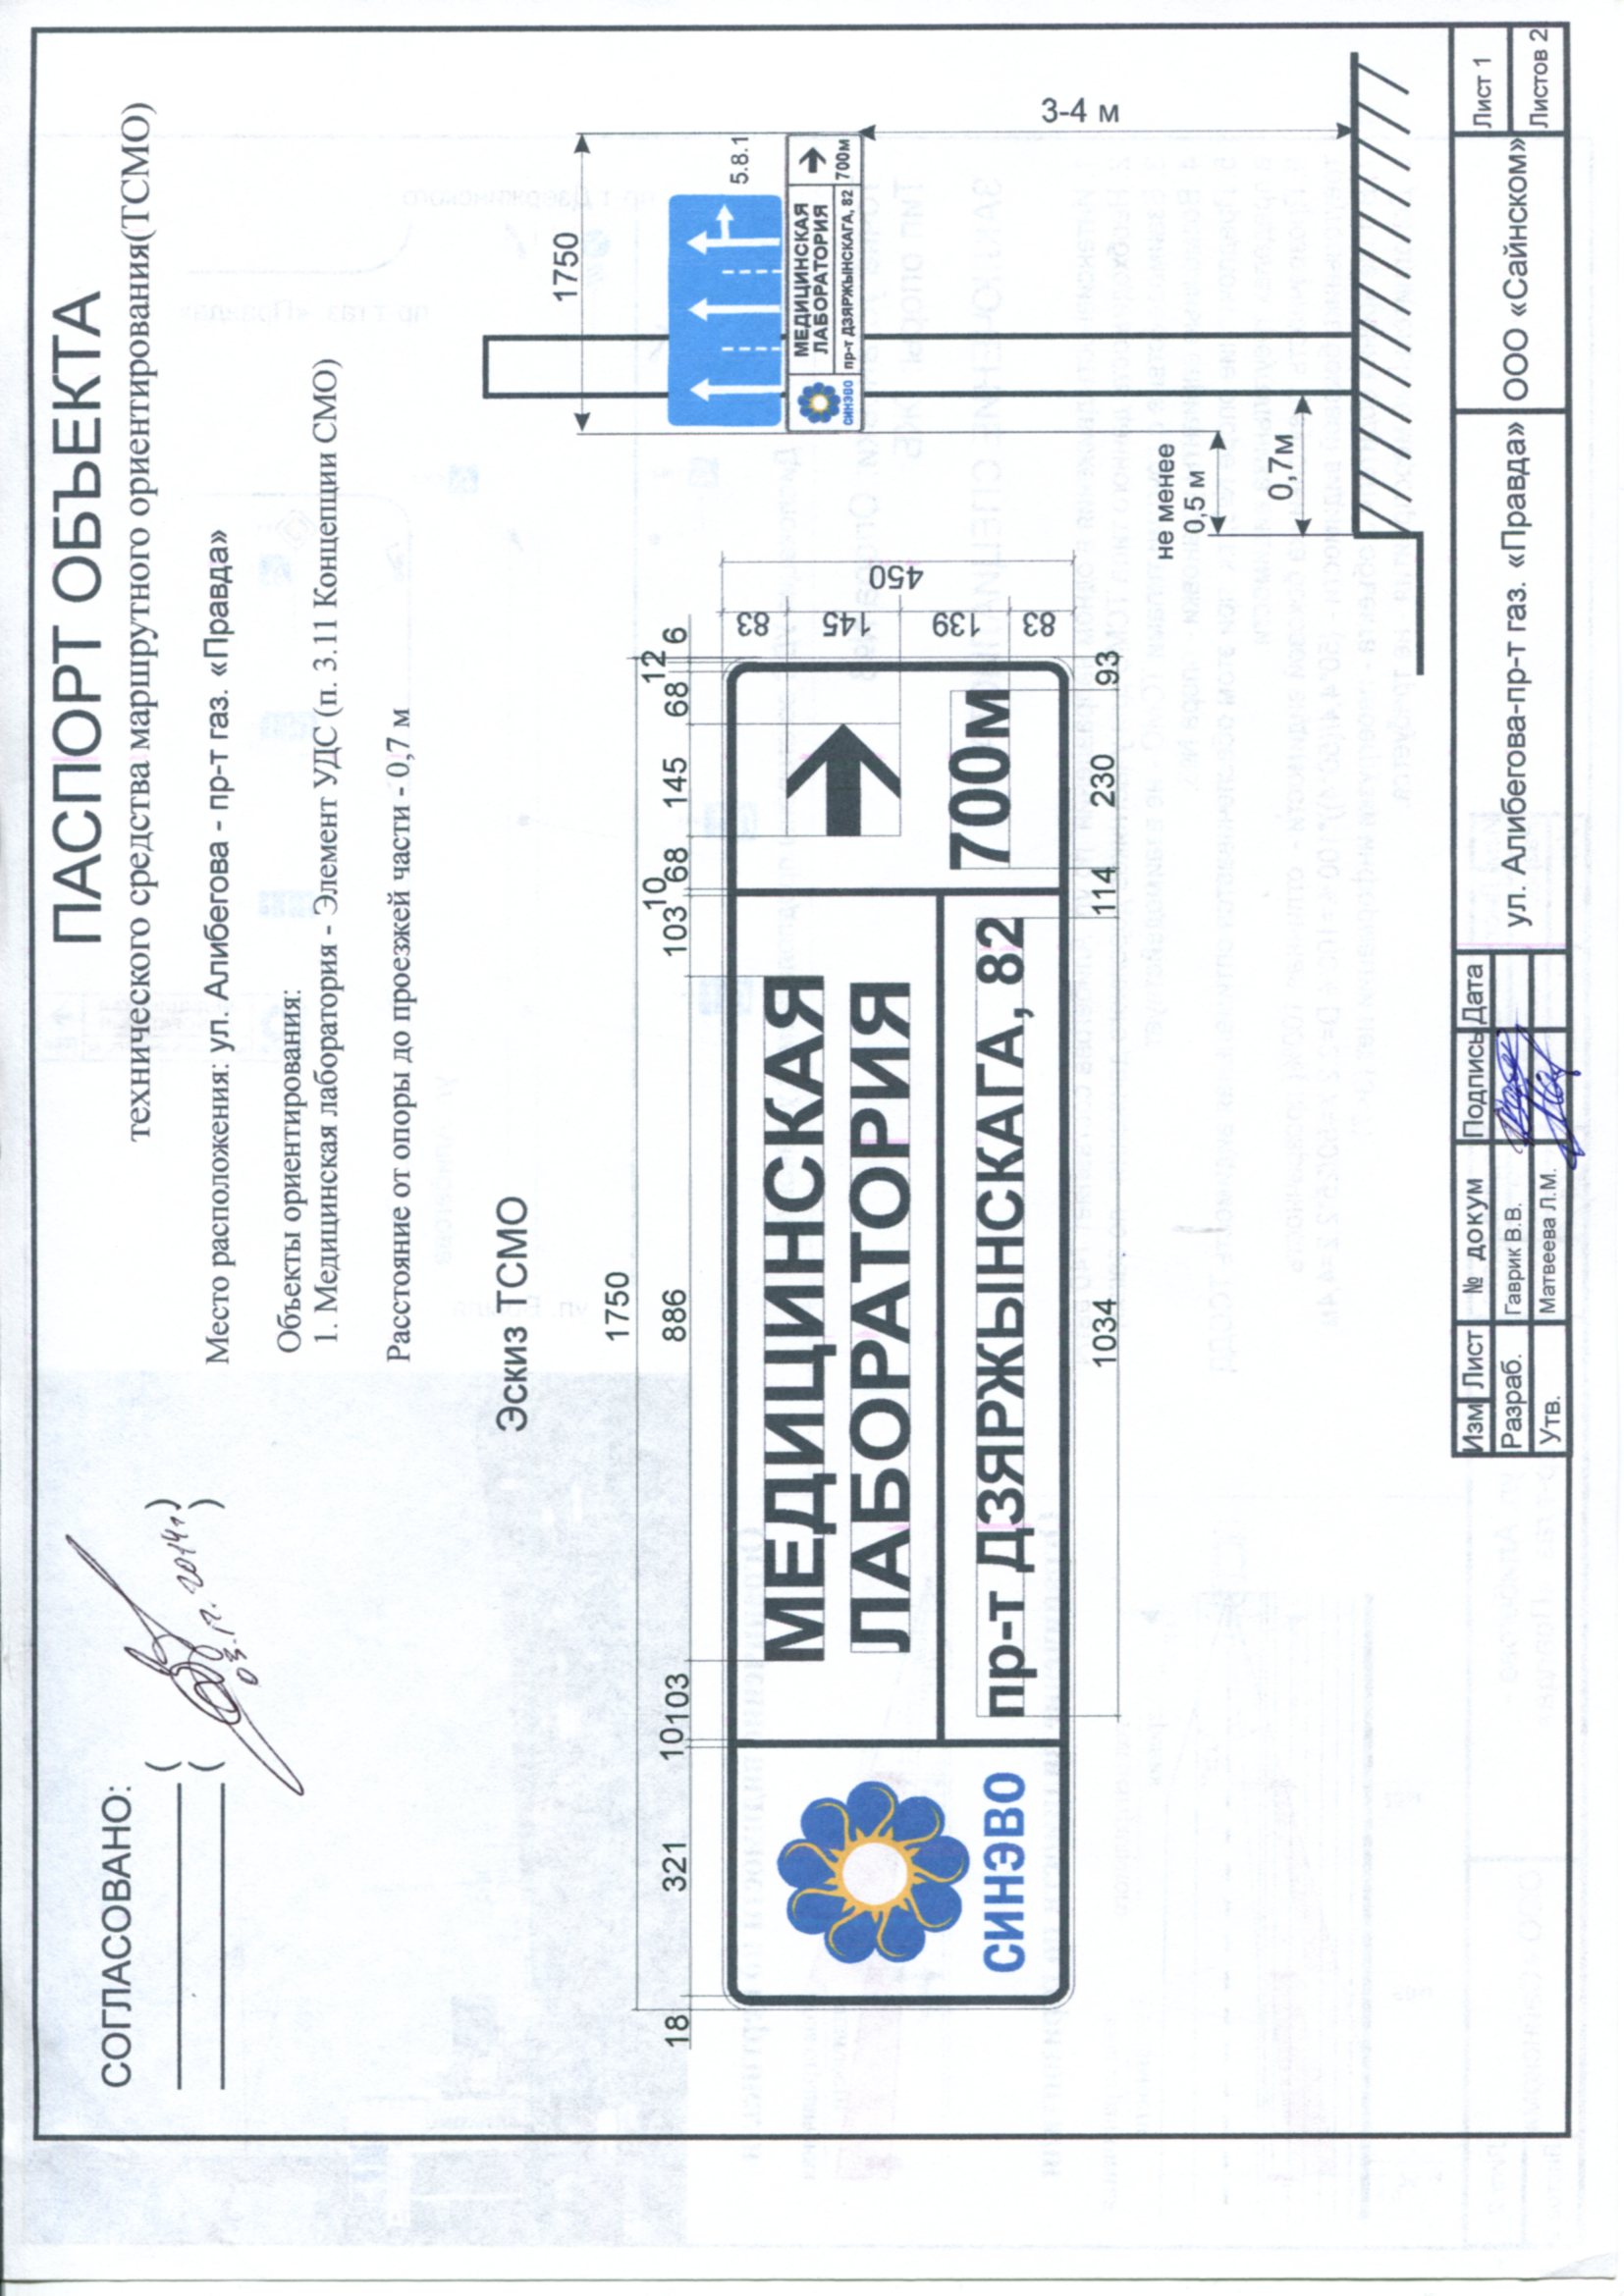 СОГЛАСОВАНО:
( )
( )
03.12.2014г.
ПАСПОРТ ОБЪЕКТА
технического средства маршрутного ориентирования(ТСМО)
Место расположения: ул. Алибегова - пр-т газ. «Правда»
Объекты ориентирования:
1. Медицинская лаборатория - Элемент УДС (п. 3.11 Концепции СМО)
Расстояние от опоры до проезжей части - 0,7 м
Эскиз ТСМО
1750
18 321 10 103 886 103 10 68 145 68 12 6
СИНЭВО
МЕДИЦИНСКАЯ
ЛАБОРАТОРИЯ
пр-т ДЗЯРЖЫНСКАГА, 82
700м
1034 114 230 93
83 145 139 83
450
1750
5.8.1
СИНЭВО
МЕДИЦИНСКАЯ
ЛАБОРАТОРИЯ
пр-т ДЗЯРЖЫНСКАГА, 82
700м
3-4 м
не менее
0,5 м
0,7м
Изм Лист № докум Подпись Дата
Разраб. Гаврик В.В.
Утв. Матвеева Л.М.
ул. Алибегова-пр-т газ. «Правда»
ООО «Сайнском»
Лист 1
Листов 2